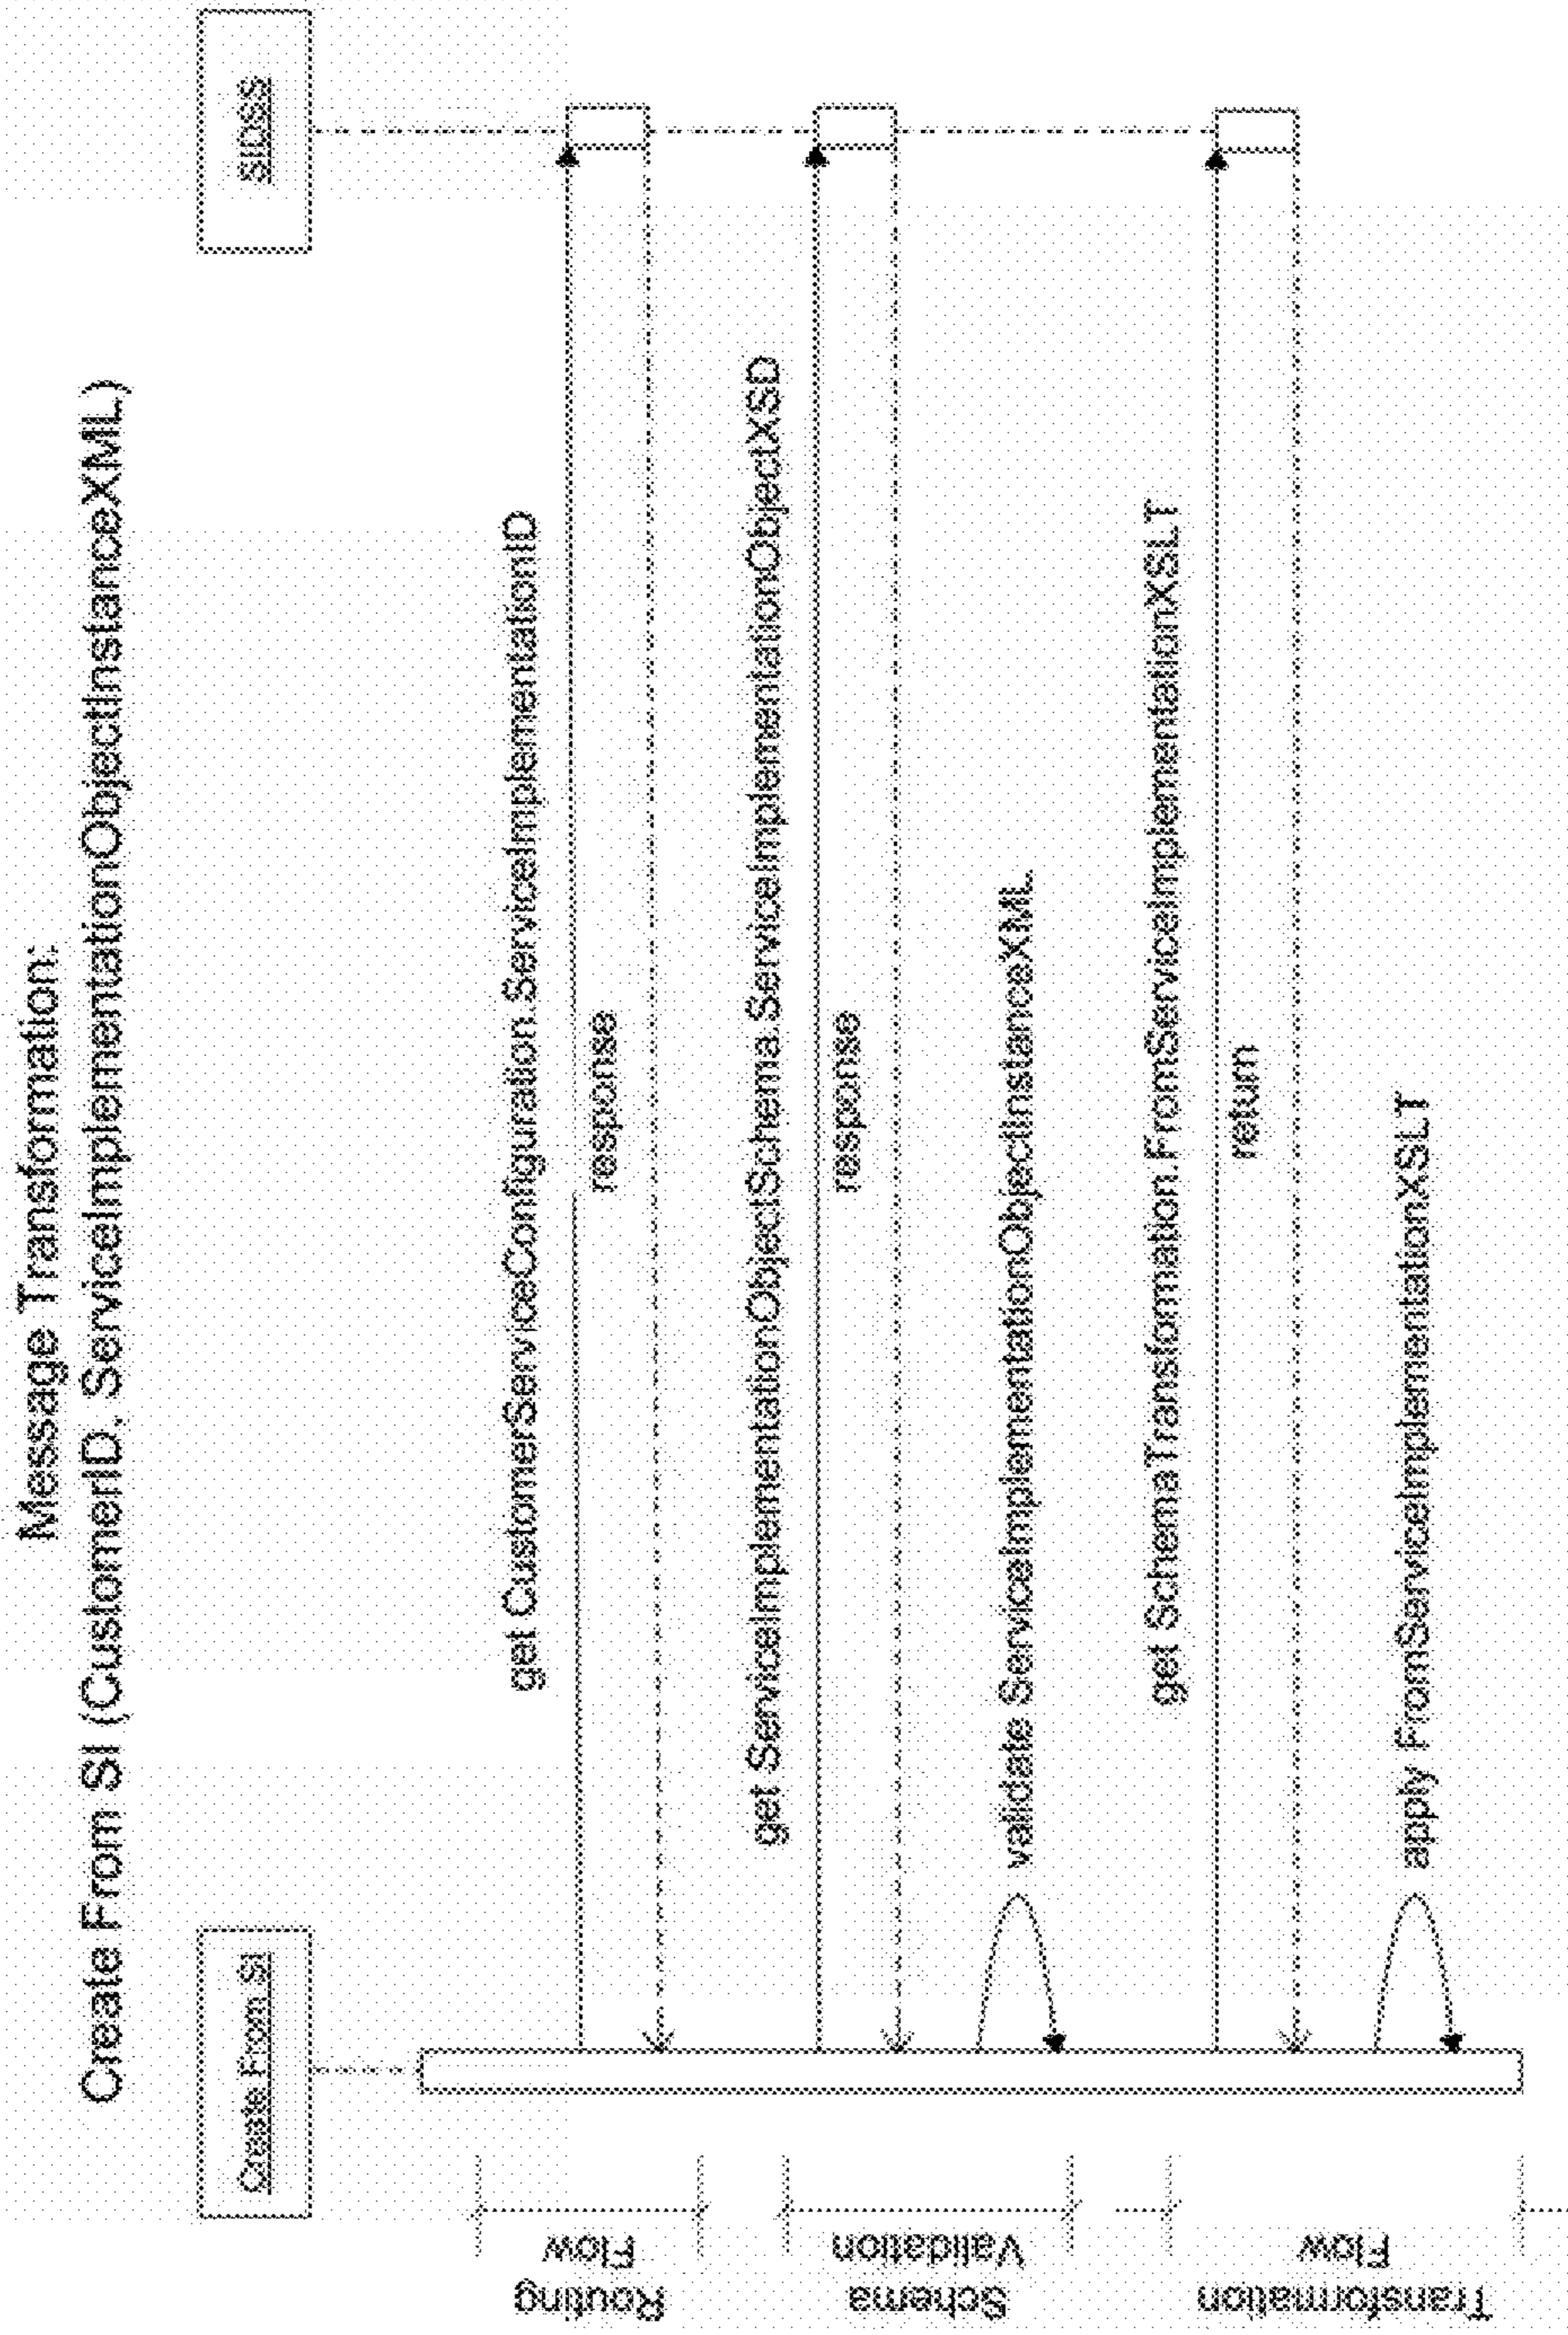 Message Transformation:
Create From SI (CustomerID, ServiceImplementationObjectInstanceXML)
Create From SI
SIDSS
Routing
Flow
get CustomerServiceConfiguration.ServiceImplementationID
response
Schema
Validation
get ServiceImplementationObjectSchema.ServiceImplementationObjectXSD
response
validate ServiceImplementationObjectInstanceXML
Transformation
Flow
get SchemaTransformation.FromServiceImplementationXSLT
return
apply FromServiceImplementationXSLT